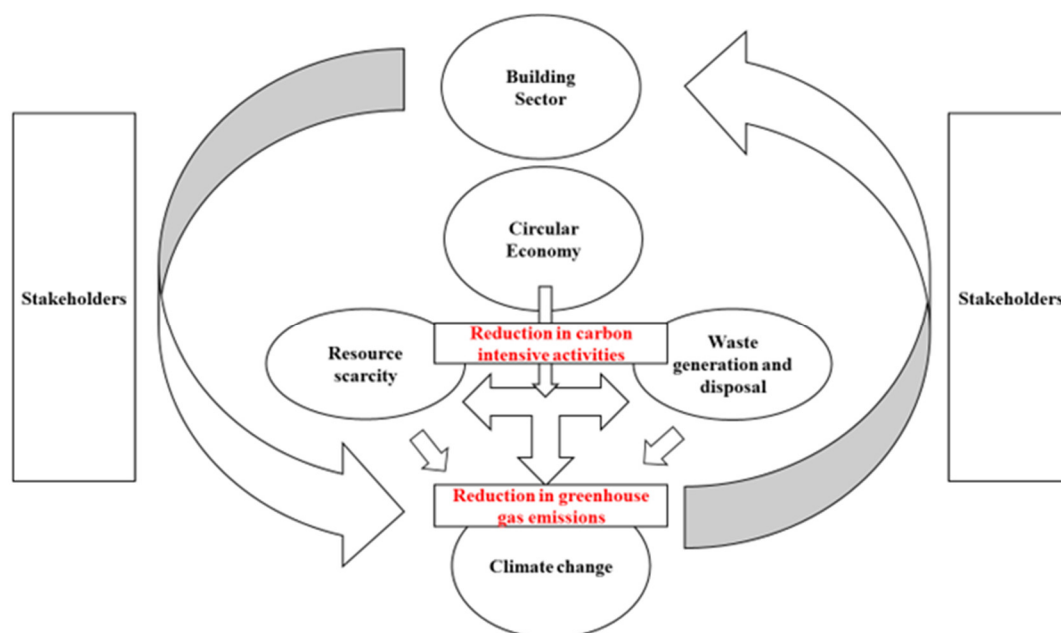 Building
Sector
Circular
Economy
Stakeholders
Stakeholders
Reduction in carbon
intensive activities
Resource
scarcity
Waste
generation and
disposal
Reduction in greenhouse
gas emissions
Climate change